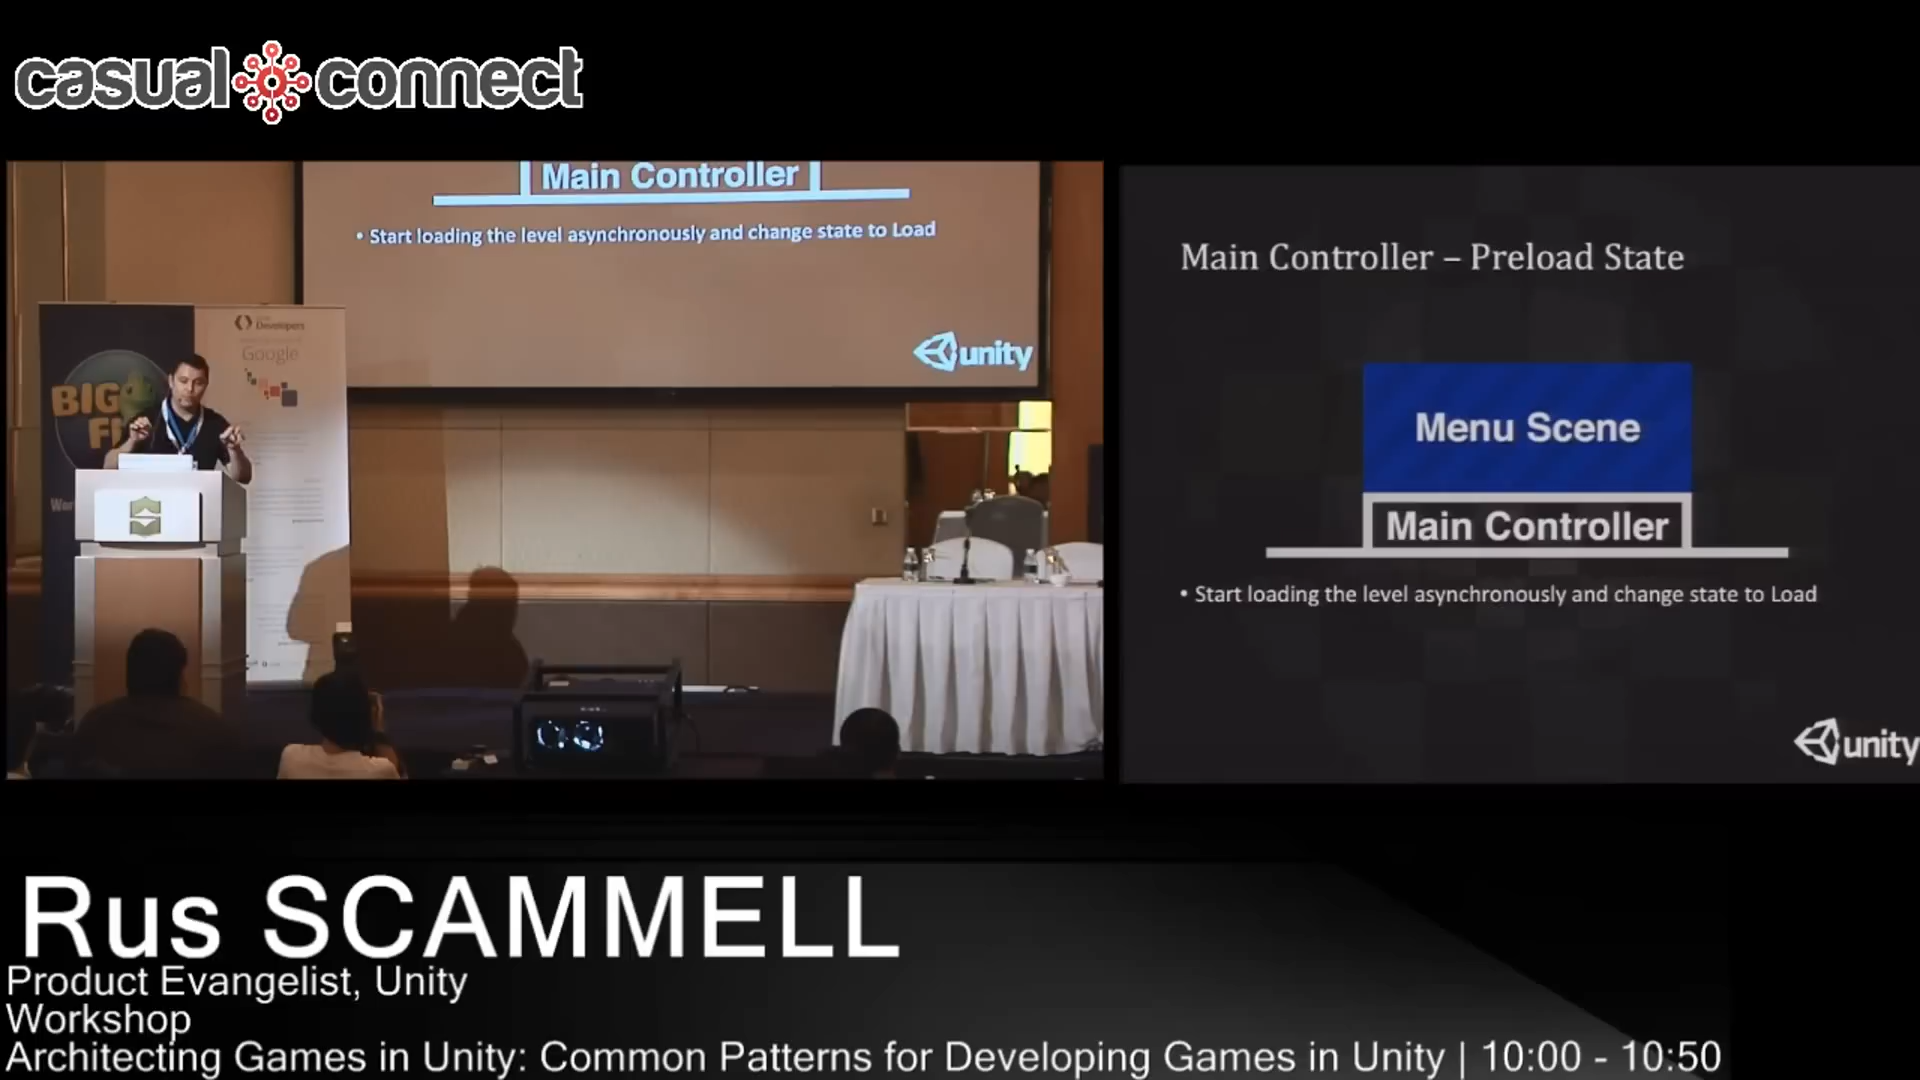 casual connect
Main Controller
• Start loading the level asynchronously and change state to Load
unity
Developers
Google
BIG
Main Controller – Preload State
Menu Scene
Main Controller
• Start loading the level asynchronously and change state to Load
unity
Rus SCAMMELL
Product Evangelist, Unity
Workshop
Architecting Games in Unity: Common Patterns for Developing Games in Unity | 10:00 - 10:50